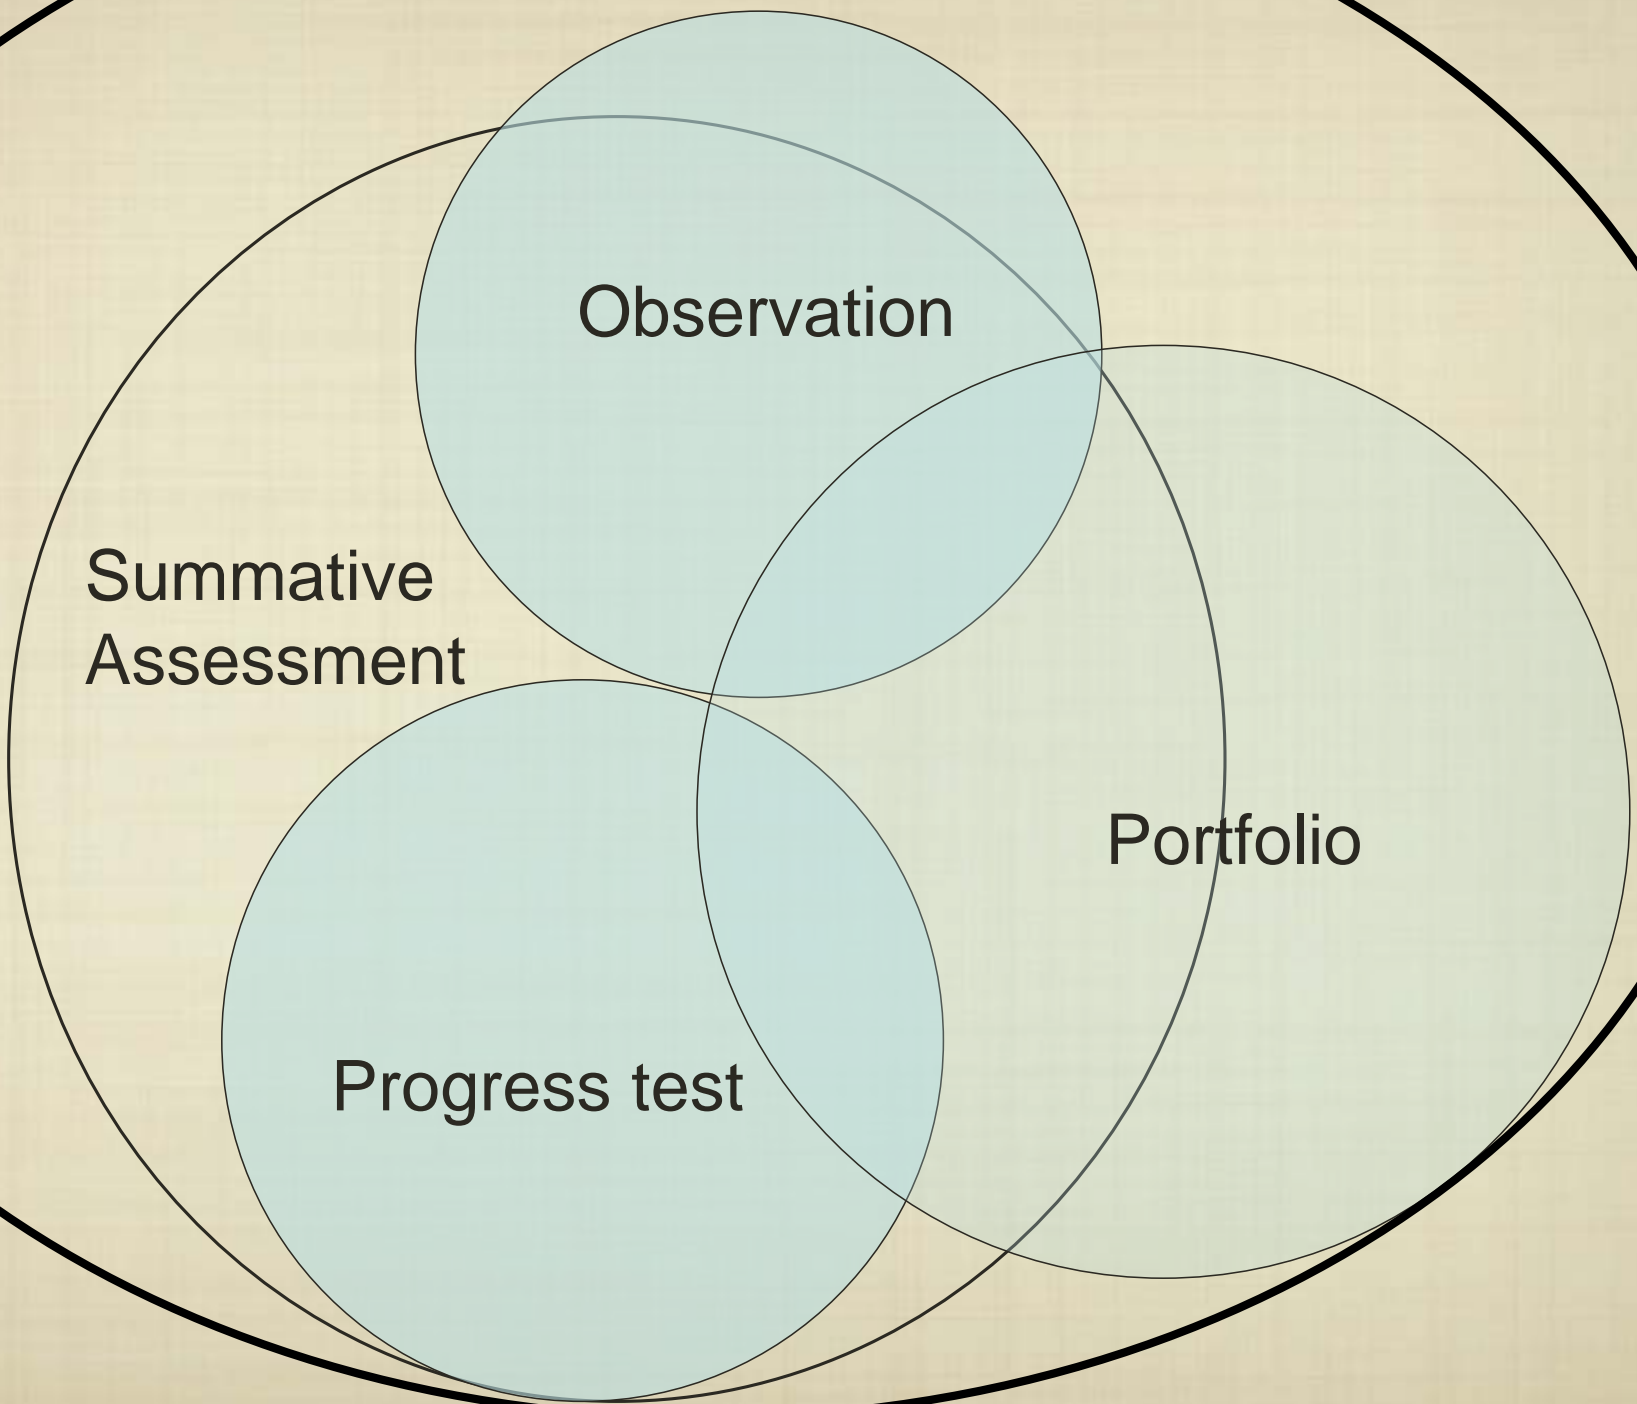 Observation
Summative
Assessment
Portfolio
Progress test